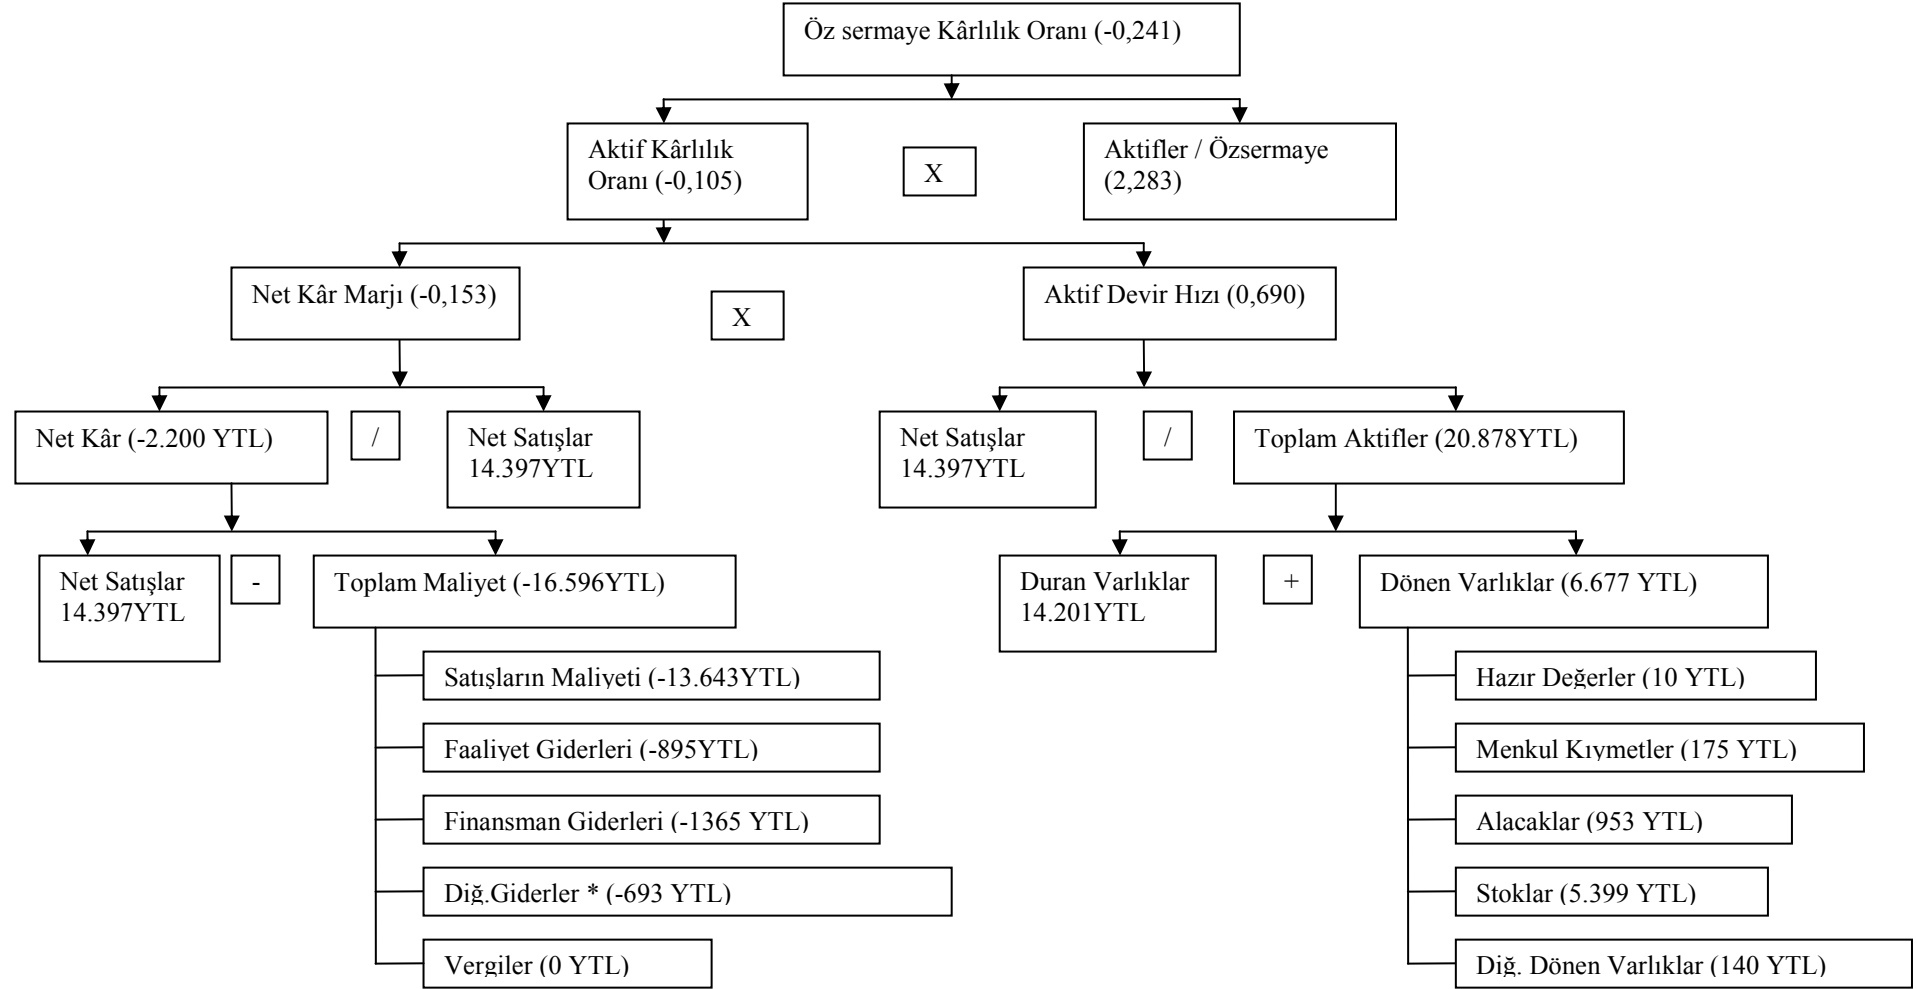 Öz sermaye Kârlılık Oranı (-0,241)
Aktif Kârlılık
Oranı (-0,105)
X
Aktifler / Özsermaye
(2,283)
Net Kâr Marjı (-0,153)
X
Aktif Devir Hızı (0,690)
Net Kâr (-2.200 YTL)
/
Net Satışlar
14.397YTL
Net Satışlar
14.397YTL
/
Toplam Aktifler (20.878YTL)
Net Satışlar
14.397YTL
-
Toplam Maliyet (-16.596YTL)
Duran Varlıklar
14.201YTL
+
Dönen Varlıklar (6.677 YTL)
Satışların Maliyeti (-13.643YTL)
Faaliyet Giderleri (-895YTL)
Finansman Giderleri (-1365 YTL)
Diğ.Giderler * (-693 YTL)
Vergiler (0 YTL)
Hazır Değerler (10 YTL)
Menkul Kıymetler (175 YTL)
Alacaklar (953 YTL)
Stoklar (5.399 YTL)
Diğ. Dönen Varlıklar (140 YTL)